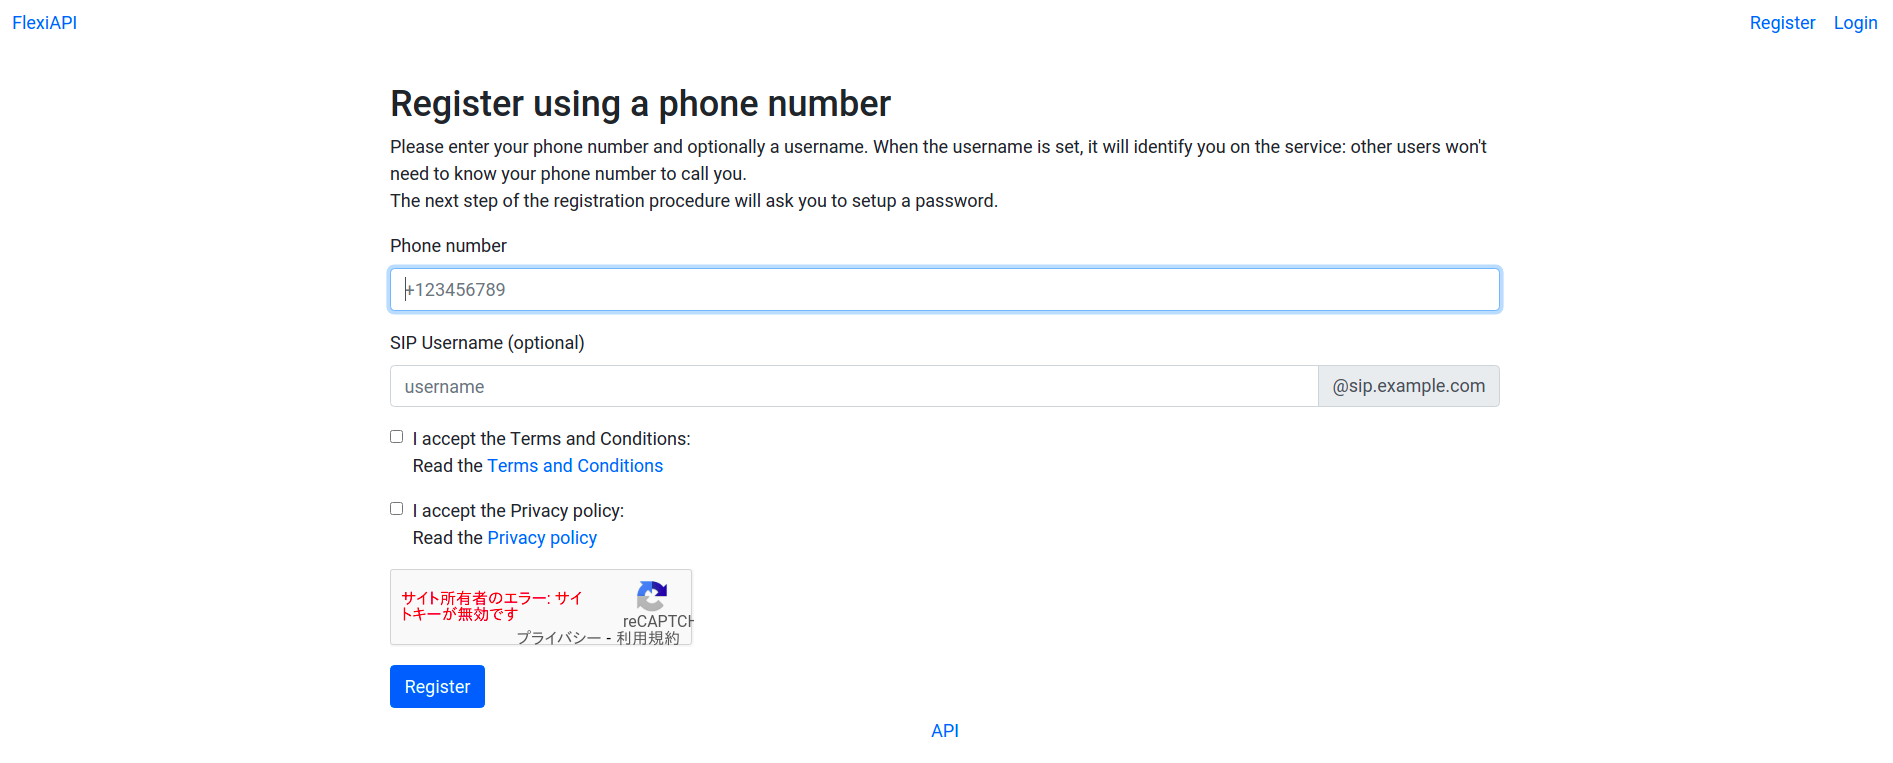 FlexiAPI
Register Login
Register using a phone number
Please enter your phone number and optionally a username. When the username is set, it will identify you on the service: other users won't
need to know your phone number to call you.
The next step of the registration procedure will ask you to setup a password.
Phone number
+123456789
SIP Username (optional)
username @sip.example.com
I accept the Terms and Conditions:
Read the Terms and Conditions
I accept the Privacy policy:
Read the Privacy policy
サイト所有者のエラー: サイ
トキーが無効です
reCAPTCH
プライバシー - 利用規約
Register
API